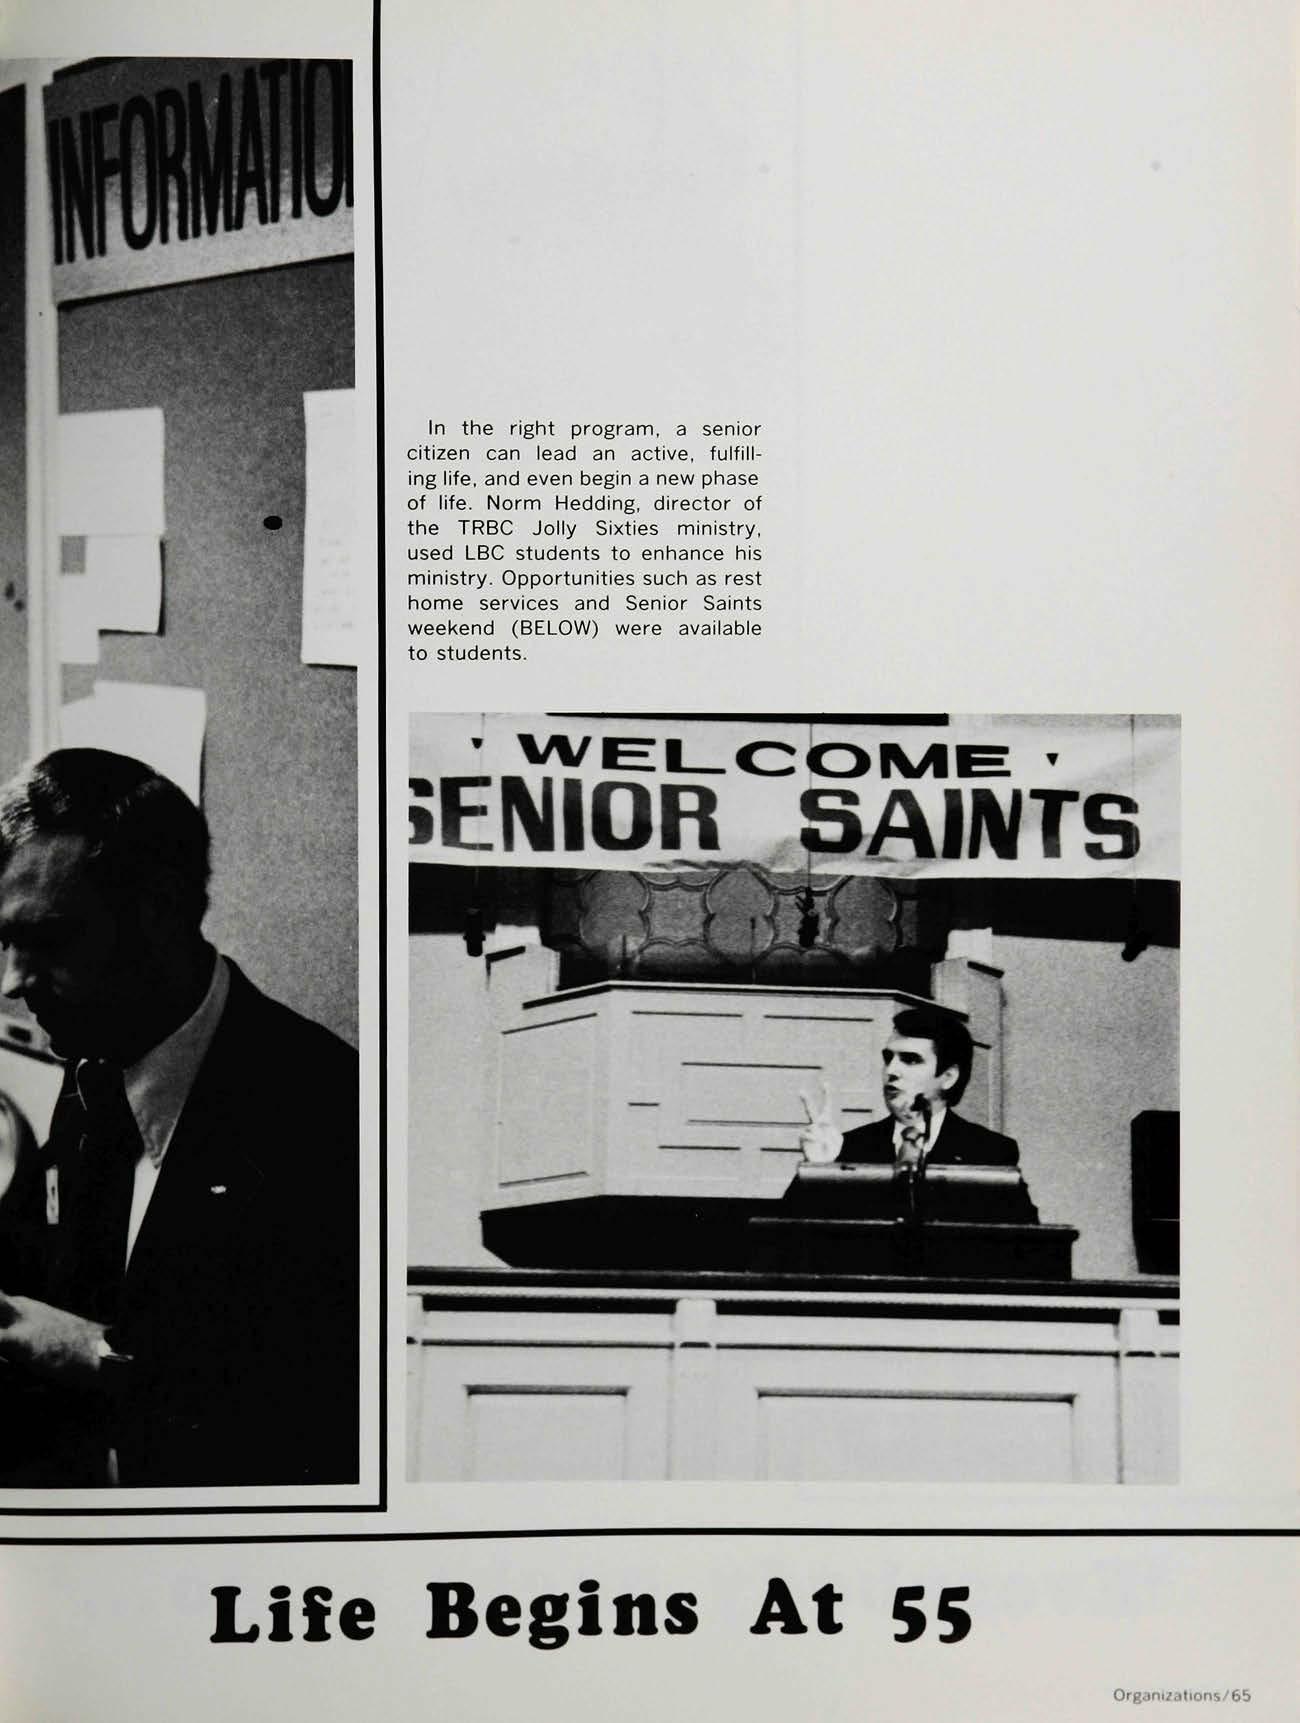 INFORMATIO
In the right program, a senior
citizen can lead an active, fulfill-
ing life, and even begin a new phase
of life. Norm Hedding, director of
the TRBC Jolly Sixties ministry,
used LBC students to enhance his
ministry. Opportunities such as rest
home services and Senior Saints
weekend (BELOW) were available
to students.
WELCOME
SENIOR SAINTS
Life Begins At 55
Organizations/65